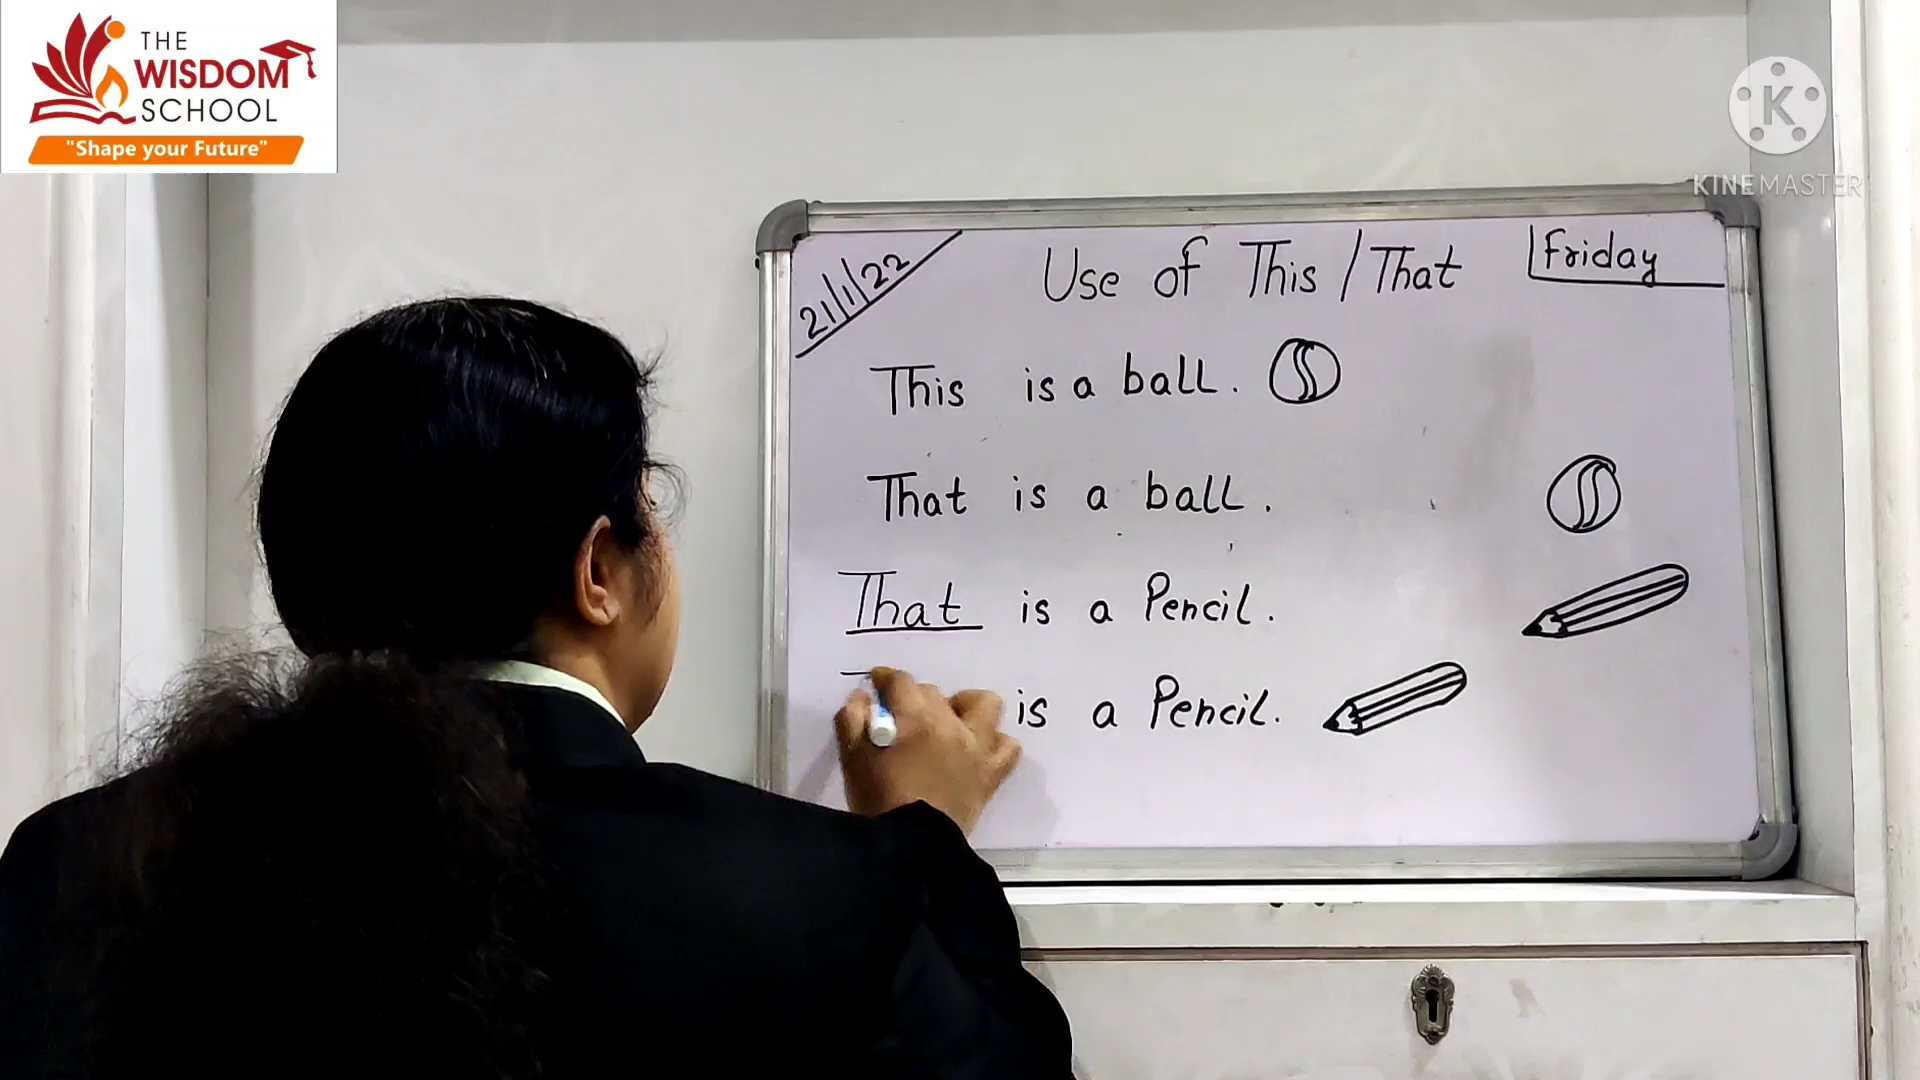 THE
WISDOM
SCHOOL
"Shape your Future"
K
KINEMASTER
21/1/22
Use of This / That
Friday
This is a ball.
That is a ball.
That is a Pencil.
is a Pencil.